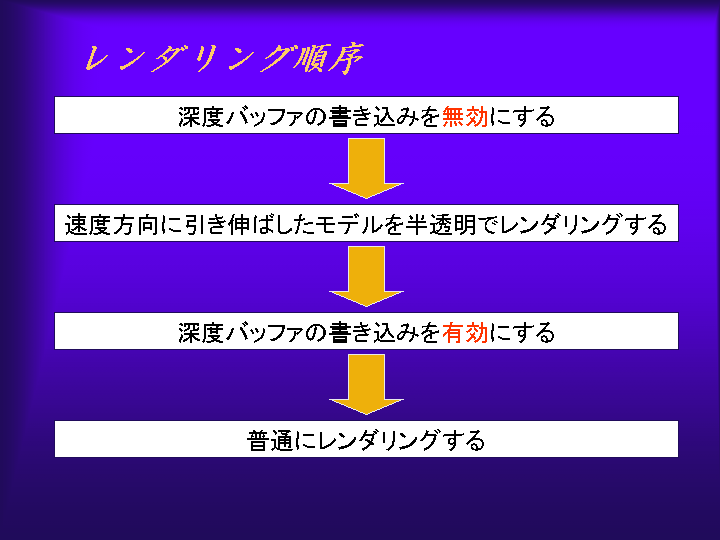 レンダリング順序
深度バッファの書き込みを無効にする
速度方向に引き伸ばしたモデルを半透明でレンダリングする
深度バッファの書き込みを有効にする
普通にレンダリングする